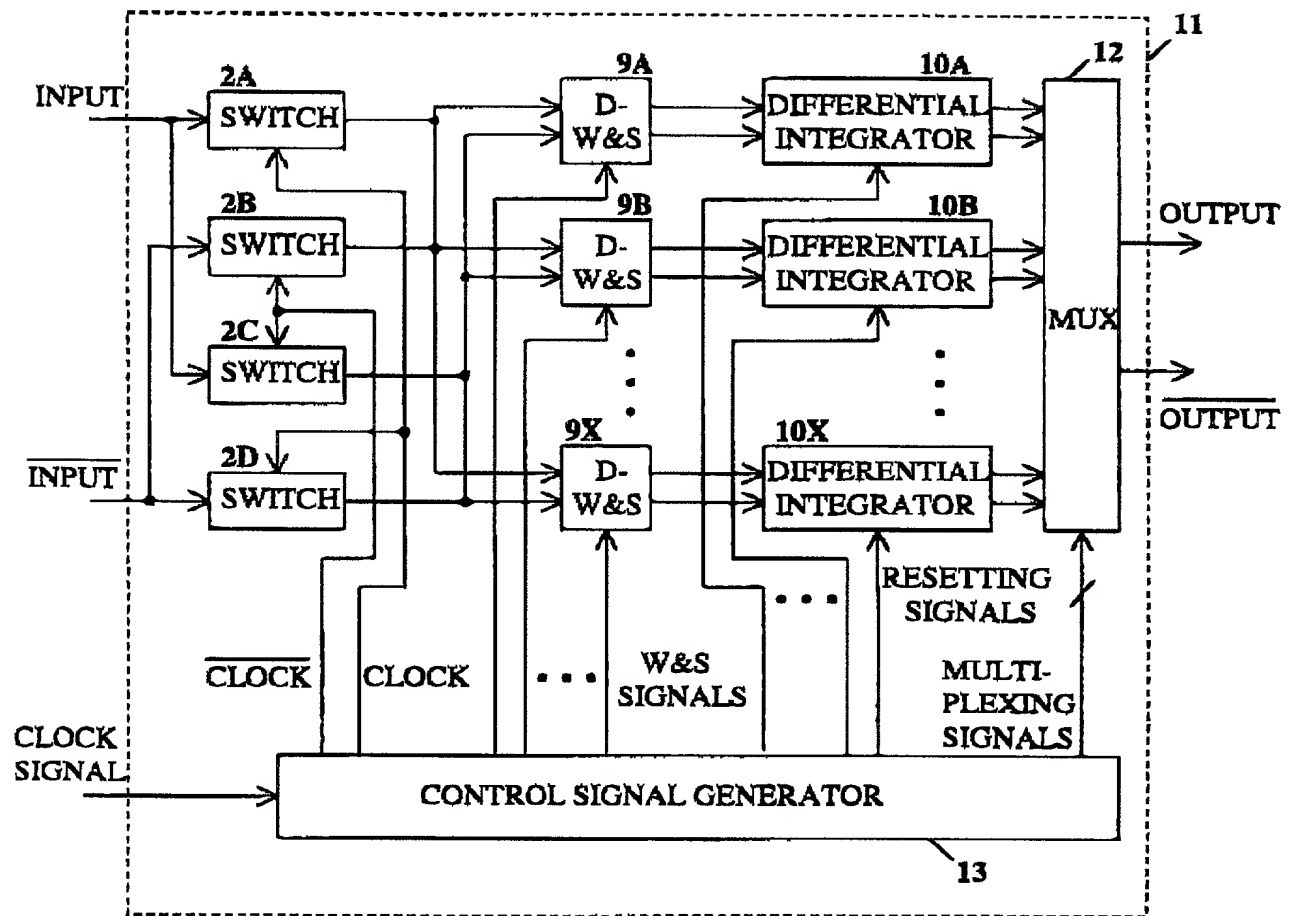 11
12
9A
10A
2A
INPUT
SWITCH
D-
W&S
DIFFERENTIAL
INTEGRATOR
2B
SWITCH
9B
D-
W&S
10B
DIFFERENTIAL
INTEGRATOR
OUTPUT
MUX
2C
SWITCH
OUTPUT
2D
INPUT
SWITCH
9X
D-
W&S
10X
DIFFERENTIAL
INTEGRATOR
RESETTING
SIGNALS
CLOCK
CLOCK
W&S
SIGNALS
MULTI-
PLEXING
SIGNALS
CLOCK
SIGNAL
CONTROL SIGNAL GENERATOR
13